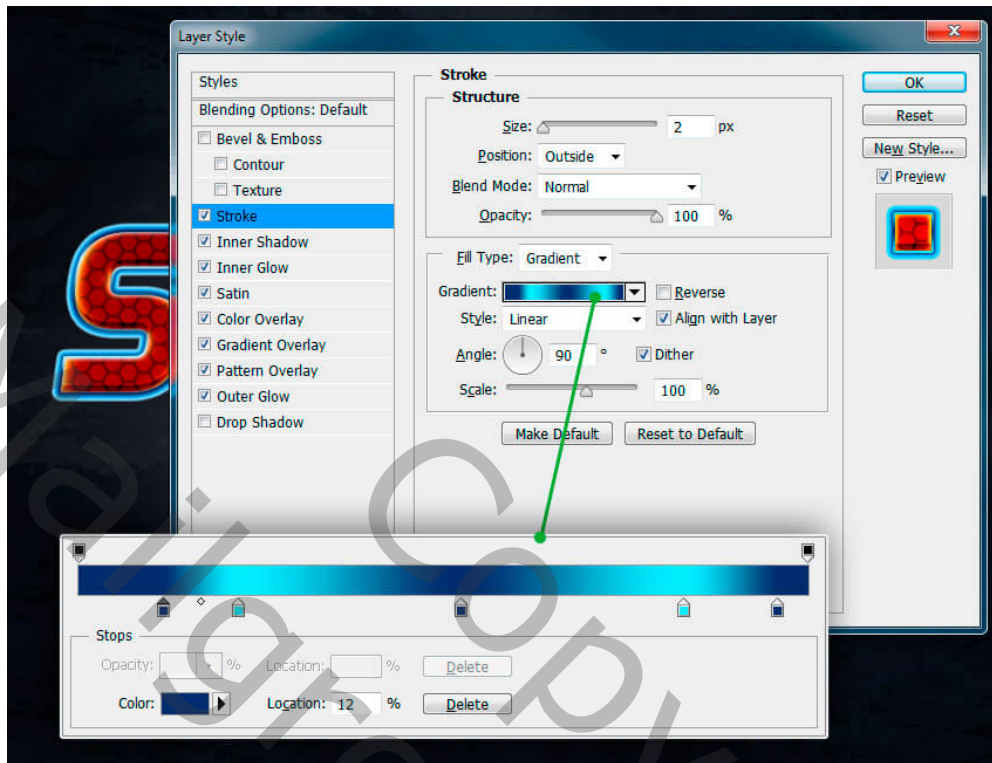 Layer Style
Styles
Blending Options: Default
Bevel & Emboss
Contour
Texture
Stroke
Inner Shadow
Inner Glow
Satin
Color Overlay
Gradient Overlay
Pattern Overlay
Outer Glow
Drop Shadow
Stroke
Structure
Size: 2 px
Position: Outside
Blend Mode: Normal
Opacity: 100 %
Fill Type: Gradient
Gradient: Reverse
Style: Linear Align with Layer
Angle: 90 ° Dither
Scale: 100 %
Make Default Reset to Default
OK
Reset
New Style...
Preview
S
Stops
Opacity: % Location: % Delete
Color: Location: 12 % Delete